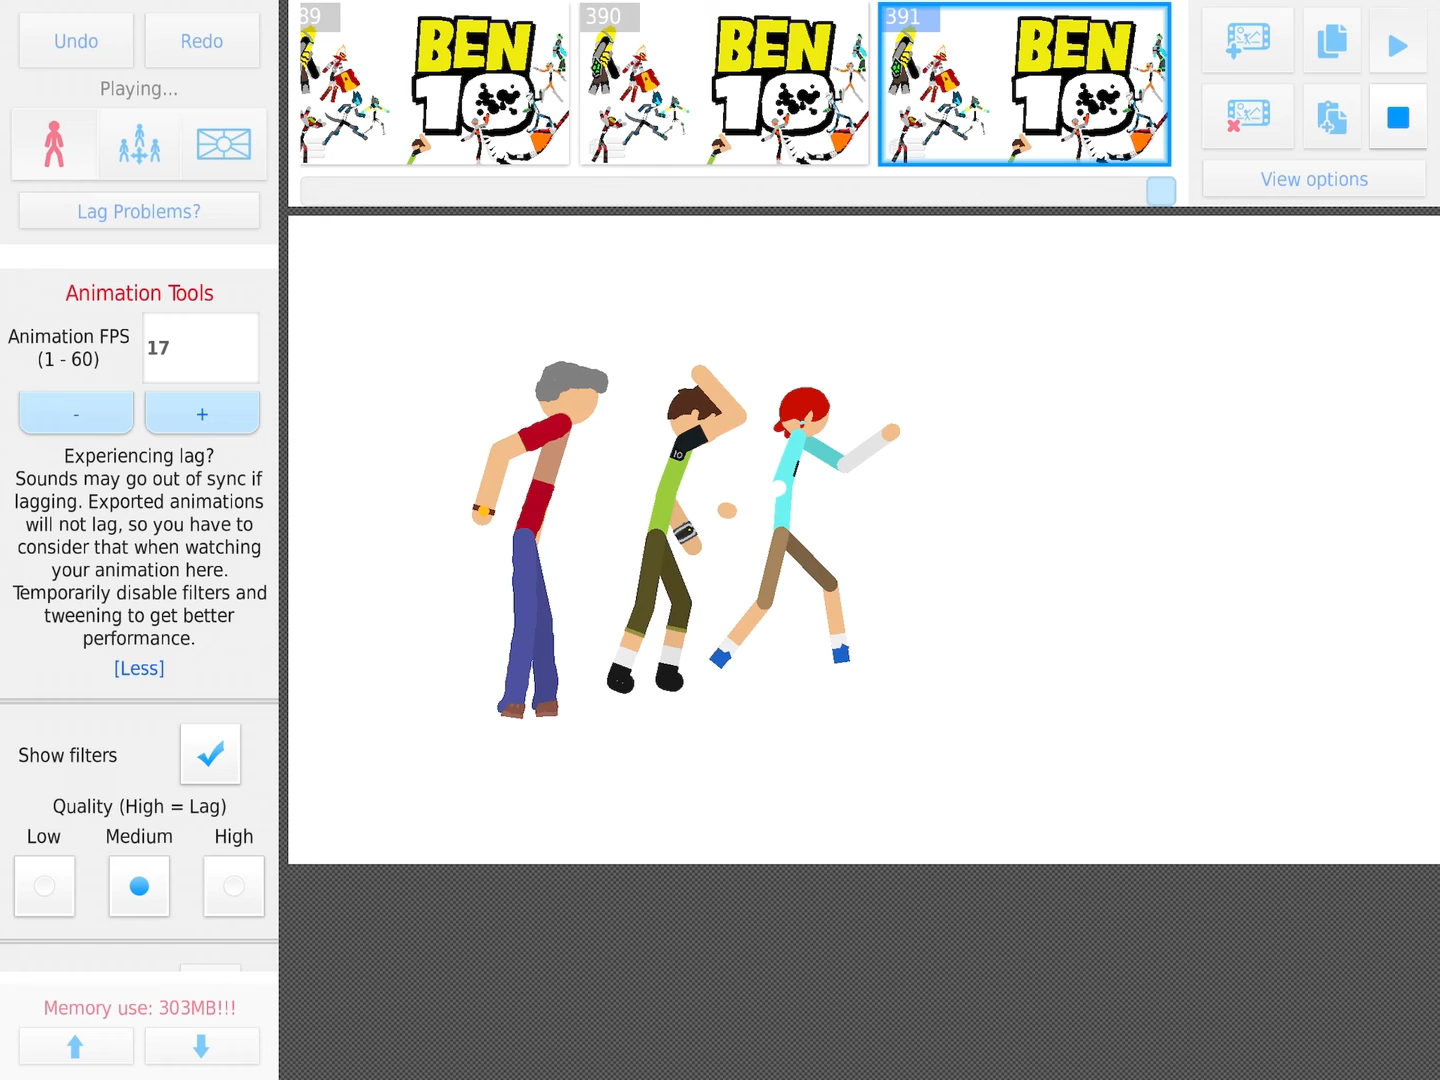 Undo
Redo
Playing...
Lag Problems?
Animation Tools
Animation FPS
(1 - 60)
17
-
+
Experiencing lag?
Sounds may go out of sync if
lagging. Exported animations
will not lag, so you have to
consider that when watching
your animation here.
Temporarily disable filters and
tweening to get better
performance.
[Less]
Show filters
Quality (High = Lag)
Low
Medium
High
Memory use: 303MB!!!
89
BEN
10
390
BEN
10
391
BEN
10
View options
10